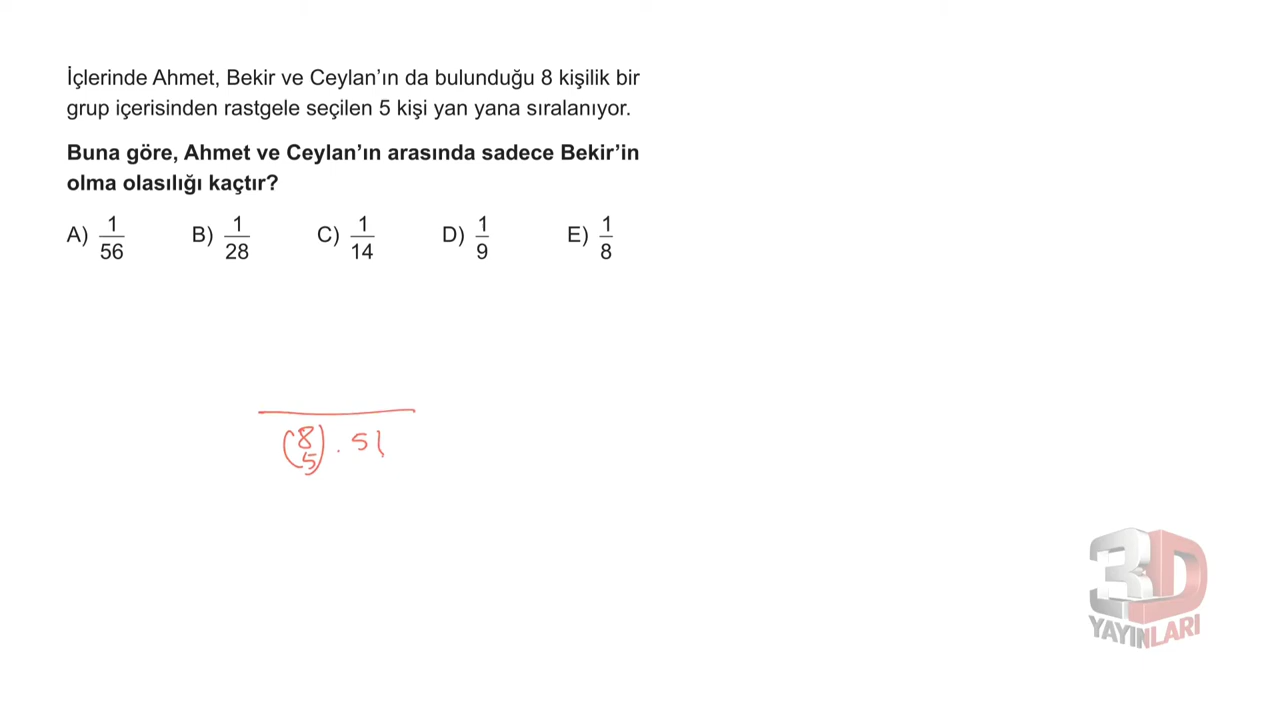 İçlerinde Ahmet, Bekir ve Ceylan’ın da bulunduğu 8 kişilik bir
grup içerisinden rastgele seçilen 5 kişi yan yana sıralanıyor.
Buna göre, Ahmet ve Ceylan’ın arasında sadece Bekir’in
olma olasılığı kaçtır?
A) 1/56 B) 1/28 C) 1/14 D) 1/9 E) 1/8
(8 5) . 5!
3D
YAYINLARI